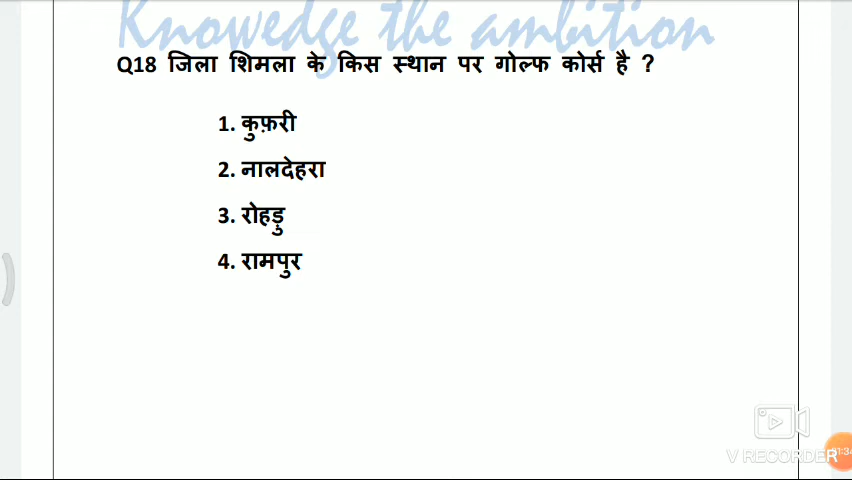 Knowedge the ambition
Q18 जिला शिमला के किस स्थान पर गोल्फ कोर्स है ?
1. कुफ़री
2. नालदेहरा
3. रोहड़ु
4. रामपुर
V RECORDER